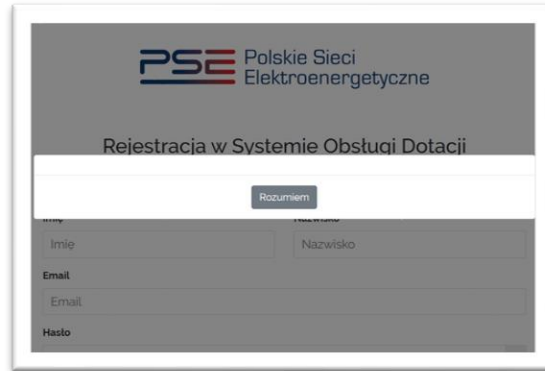 PSE Polskie Sieci
Elektroenergetyczne
Rejestracja w Systemie Obsługi Dotacji
Rozumiem
Imię Nazwisko
Imię Nazwisko
Email
Email
Hasło